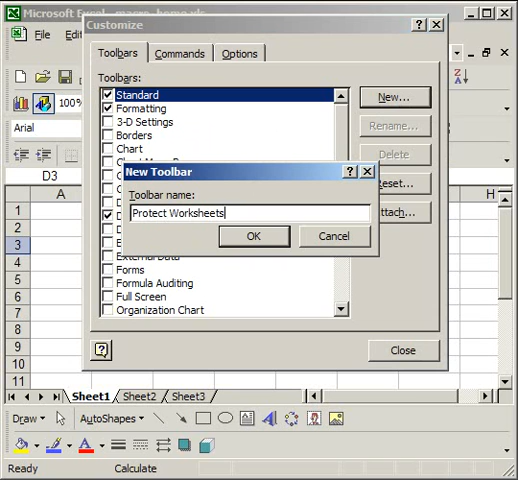 Microsoft Excel - macro_home.xls
Customize
File
Toolbars
Commands
Options
Toolbars:
Standard
Formatting
3-D Settings
Borders
Chart
New...
Rename...
Delete
Reset...
Attach...
New Toolbar
Toolbar name:
Protect Worksheets
OK
Cancel
External Data
Forms
Formula Auditing
Full Screen
Organization Chart
Close
100%
Arial
D3
A
H
1
2
3
4
5
6
7
8
9
10
11
Sheet1
Sheet2
Sheet3
Draw
AutoShapes
Ready
Calculate